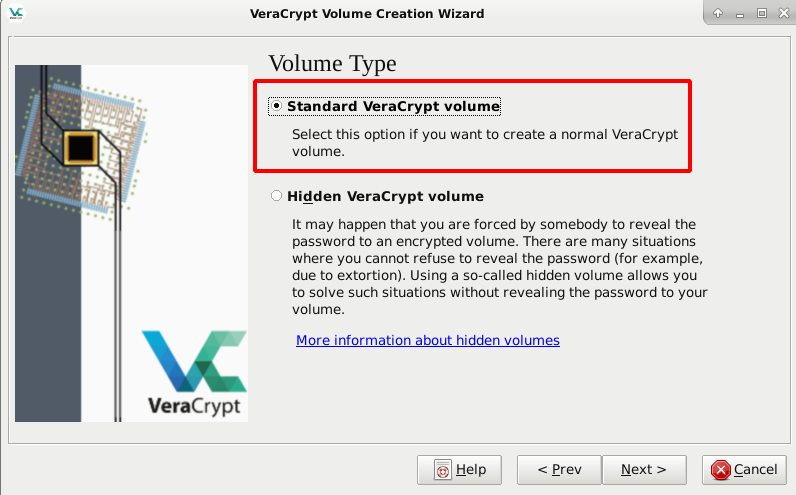 VeraCrypt Volume Creation Wizard
Volume Type
Standard VeraCrypt volume
Select this option if you want to create a normal VeraCrypt
volume.
Hidden VeraCrypt volume
It may happen that you are forced by somebody to reveal the
password to an encrypted volume. There are many situations
where you cannot refuse to reveal the password (for example,
due to extortion). Using a so-called hidden volume allows you
to solve such situations without revealing the password to your
volume.
More information about hidden volumes
VeraCrypt
Help
< Prev
Next >
Cancel